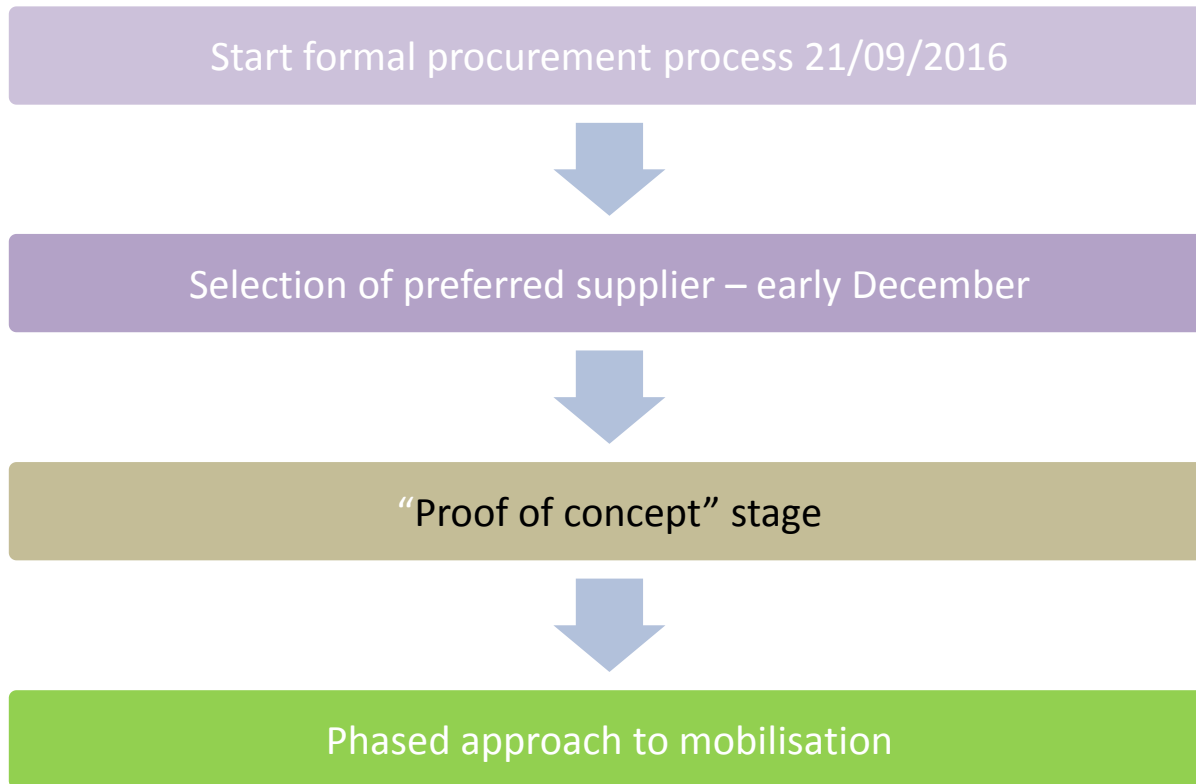 Start formal procurement process 21/09/2016
Selection of preferred supplier – early December
“Proof of concept” stage
Phased approach to mobilisation